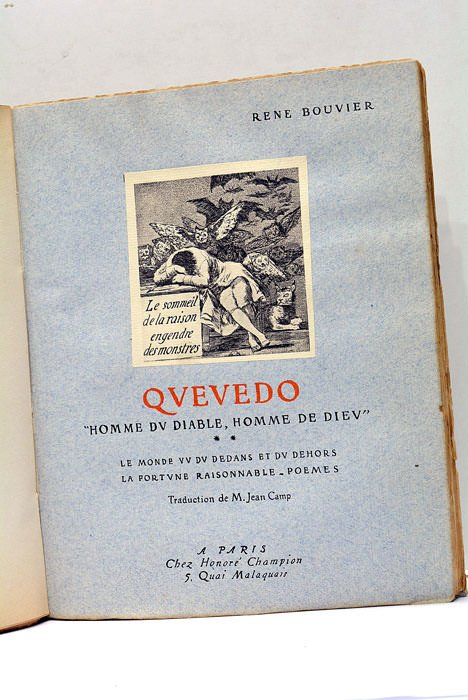 RENE BOUVIER
Le sommeil
de la raison
engendre
des monstres
QVEVEDO
"HOMME DV DIABLE, HOMME DE DIEV"
* *
LE MONDE VV DV DEDANS ET DV DEHORS
LA FORTVNE RAISONNABLE - POEMES
Traduction de M. Jean Camp
A PARIS
Chez Honoré Champion
5, Quai Malaquais